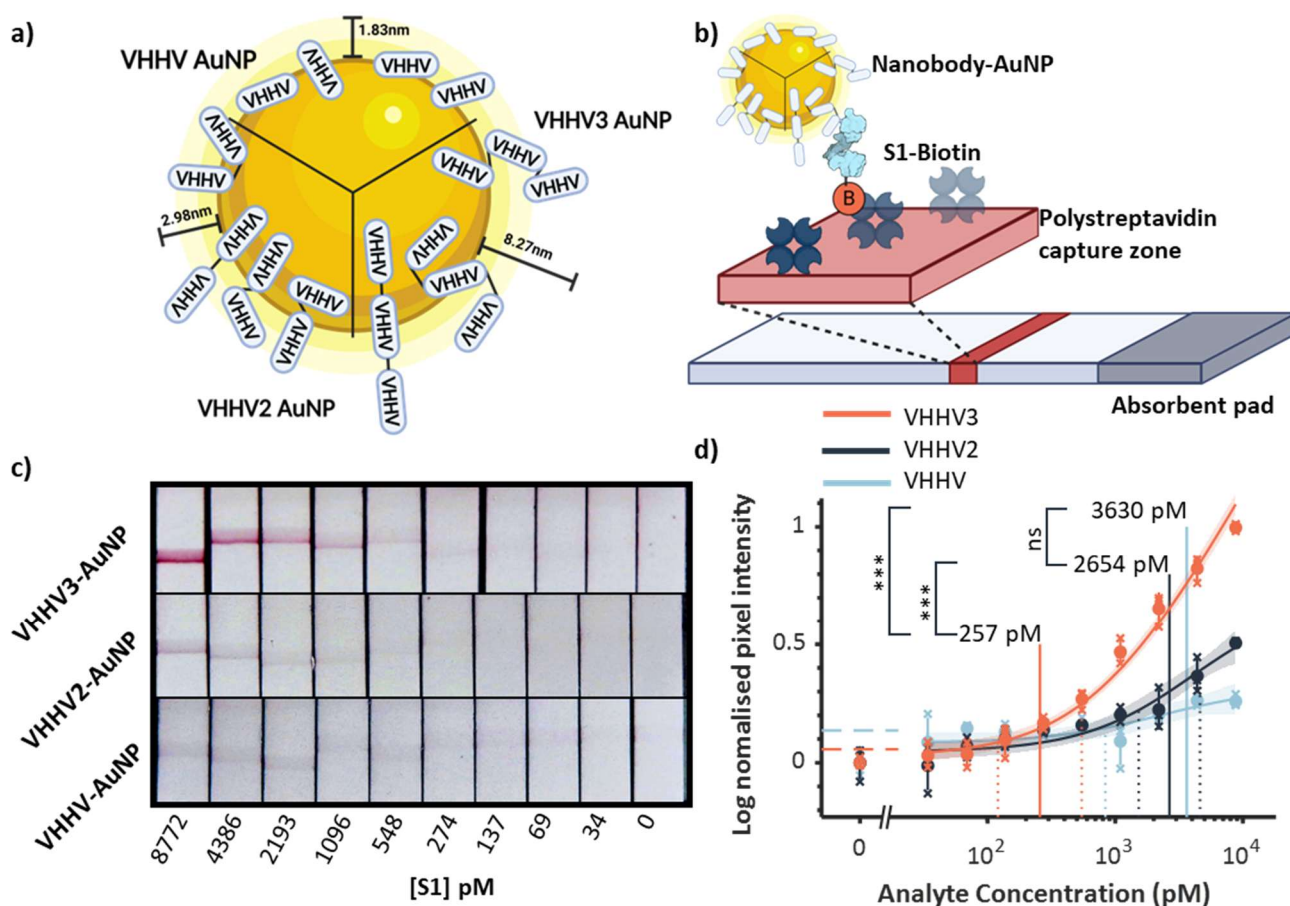 a)
1.83nm
VHHV AuNP
VHHV
VHHV
VHHV
VHHV
VHHV
VHHV
VHHV3 AuNP
VHHV
VHHV
VHHV
2.98nm
VHHV
VHHV
VHHV
VHHV
VHHV
VHHV
VHHV
VHHV
VHHV
VHHV
VHHV
VHHV
VHHV
8.27nm
VHHV2 AuNP
b)
Nanobody-AuNP
S1-Biotin
B
Polystreptavidin
capture zone
Absorbent pad
c)
VHHV3-AuNP
VHHV2-AuNP
VHHV-AuNP
8772
4386
2193
1096
548
274
137
69
34
0
[S1] pM
d)
VHHV3
VHHV2
VHHV
Log nomalised pixel intensity
1
0.5
0
***
***
ns
3630 pM
2654 pM
257 pM
0
10²
10³
10⁴
Analyte Concentration (pM)